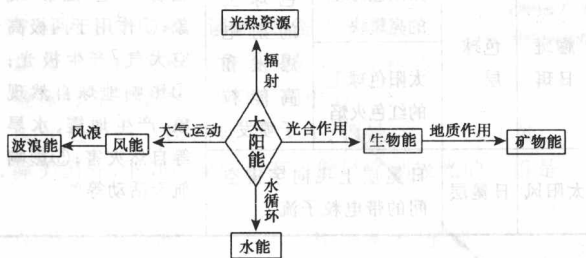 光热资源
辐射
波浪能 风浪 风能 大气运动 太阳能 光合作用 生物能 地质作用 矿物能
水循环
水能